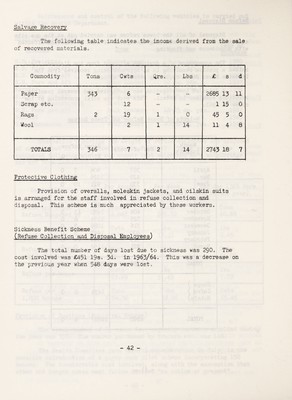 Salvage Recovery
The following table indicates the income derived from the sale
of recovered materials.
Commodity Tons Cwts Qrs. Lbs £ s d
Paper 343 6 - - 2685 13 11
Scrap etc. 12 - - 1 15 0
Rags 2 19 1 0 45 5 0
Wool 2 1 14 11 4 8
TOTALS 346 7 2 14 2743 18 7
Protective Clothing
Provision of overalls, moleskin jackets, and oilskin suits
is arranged for the staff involved in refuse collection and
disposal. This scheme is much appreciated by these workers.
Sickness Benefit Scheme
(Refuse Collection and Disposal Employees)
The total number of days lost due to sickness was 290. The
cost involved was £451 19s. 3d. in 1963/64. This was a decrease on
the previous year when 548 days were lost.
- 42 -